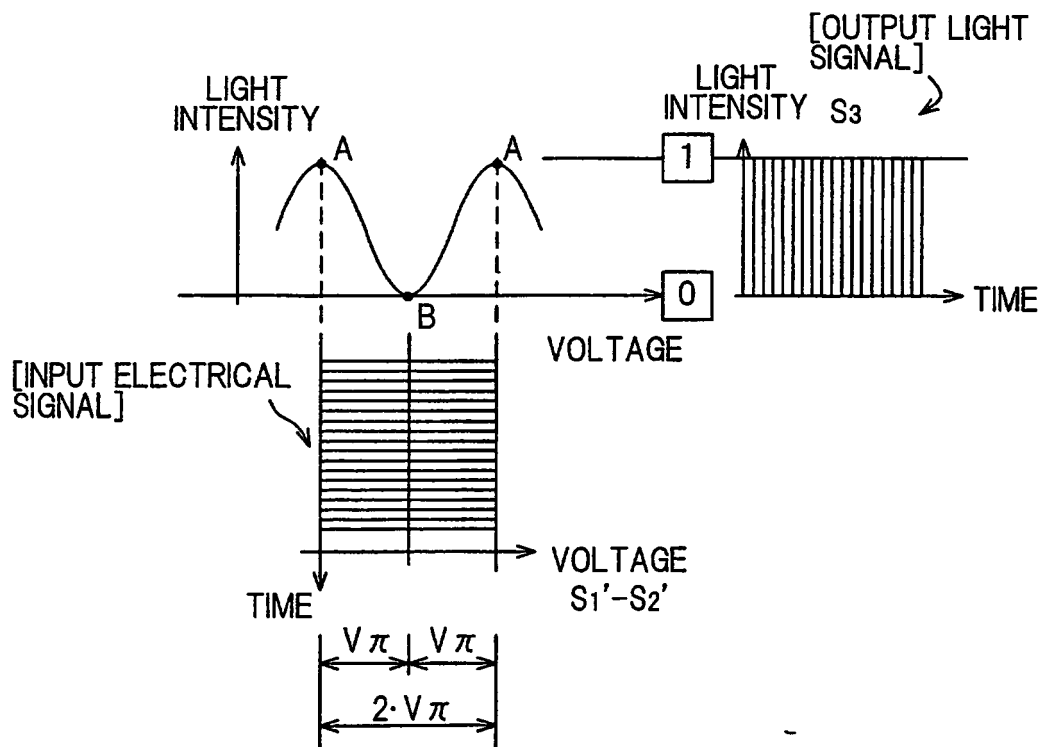 [OUTPUT LIGHT
SIGNAL]
LIGHT
INTENSITY
LIGHT
INTENSITY S3
A
A
1
B
0
TIME
VOLTAGE
[INPUT ELECTRICAL
SIGNAL]
VOLTAGE
S1'-S2'
TIME
Vπ Vπ
2·Vπ